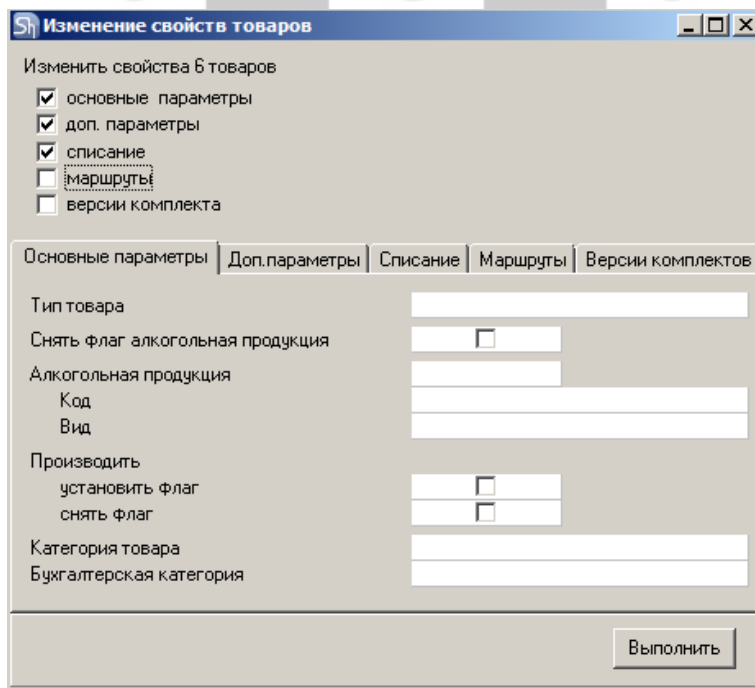 Sh Изменение свойств товаров
Изменить свойства 6 товаров
основные параметры
доп. параметры
списание
маршруты
версии комплекта
Основные параметры Доп.параметры Списание Маршруты Версии комплектов
Тип товара
Снять флаг алкогольная продукция
Алкогольная продукция
Код
Вид
Производить
установить флаг
снять флаг
Категория товара
Бухгалтерская категория
Выполнить